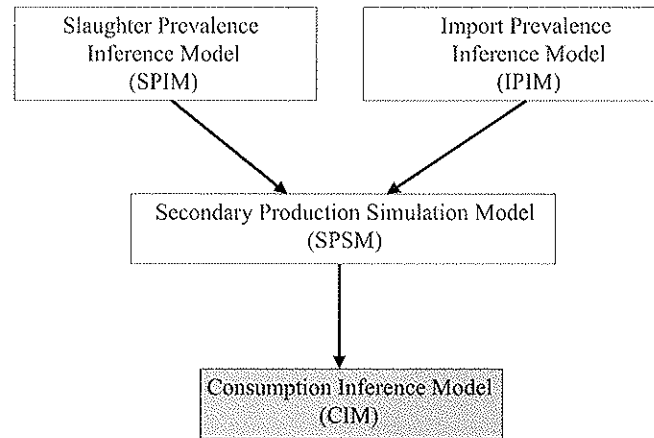 Slaughter Prevalence
Inference Model
(SPIM)
Import Prevalence
Inference Model
(IPIM)
Secondary Production Simulation Model
(SPSM)
Consumption Inference Model
(CIM)